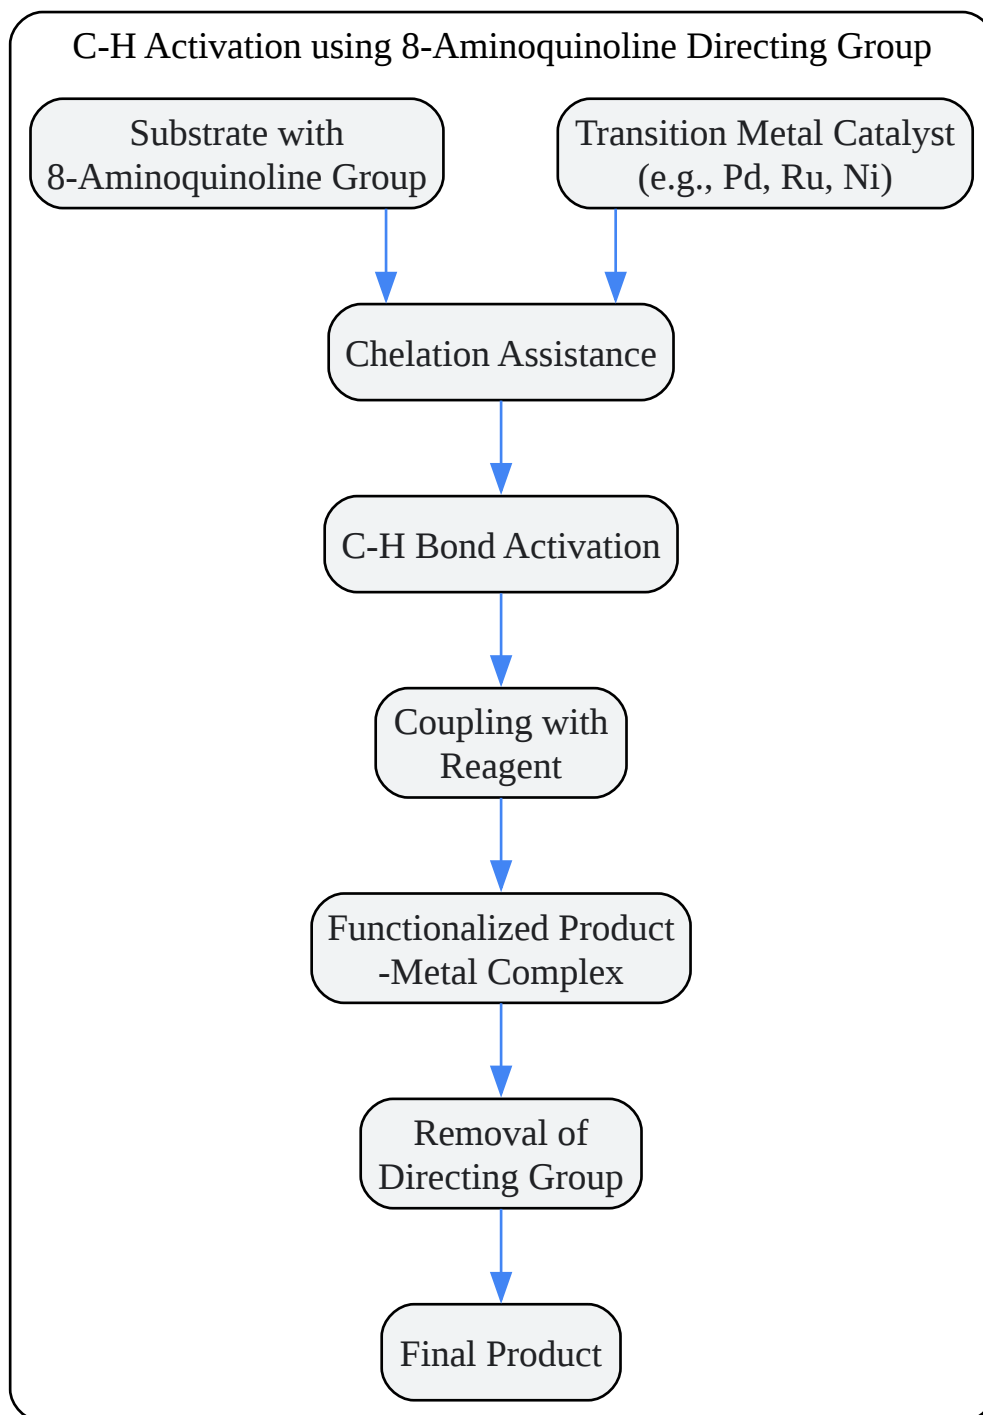 C-H Activation using 8-Aminoquinoline Directing Group
Substrate with
8-Aminoquinoline Group
Transition Metal Catalyst
(e.g., Pd, Ru, Ni)
Chelation Assistance
C-H Bond Activation
Coupling with
Reagent
Functionalized Product
-Metal Complex
Removal of
Directing Group
Final Product